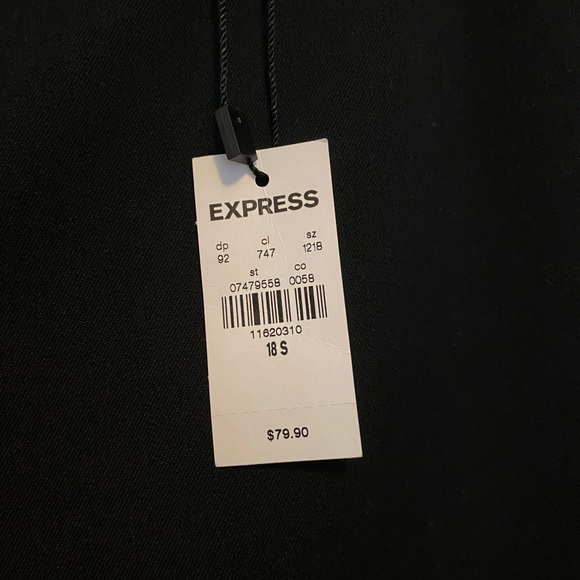 EXPRESS
dp cl sz
92 747 1218
st co
07479558 0058
11620310
18 S
$79.90